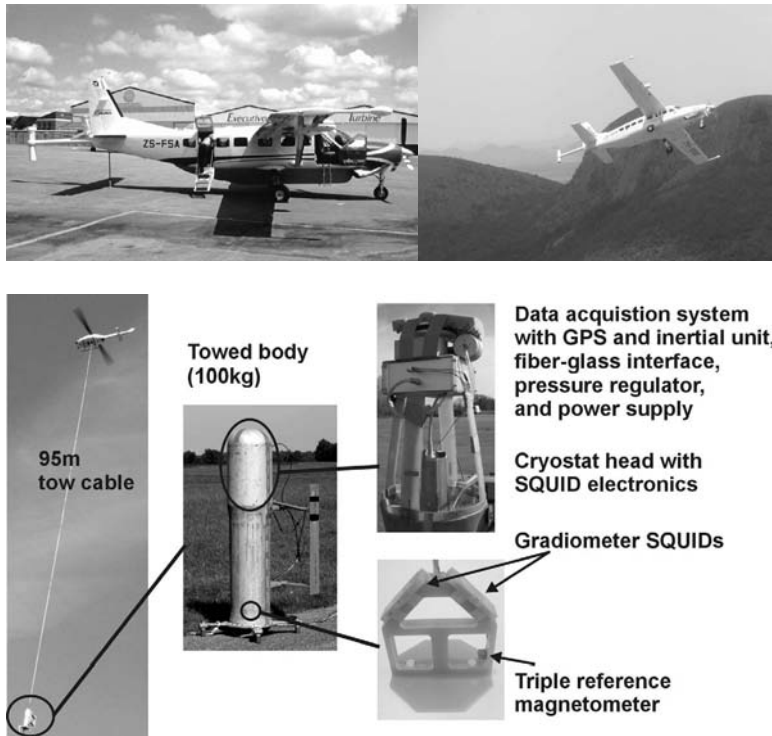 Executive Turbine
ZS-FSA
95m
tow cable
Towed body
(100kg)
Data acquistion system
with GPS and inertial unit,
fiber-glass interface,
pressure regulator,
and power supply
Cryostat head with
SQUID electronics
Gradiometer SQUIDs
Triple reference
magnetometer